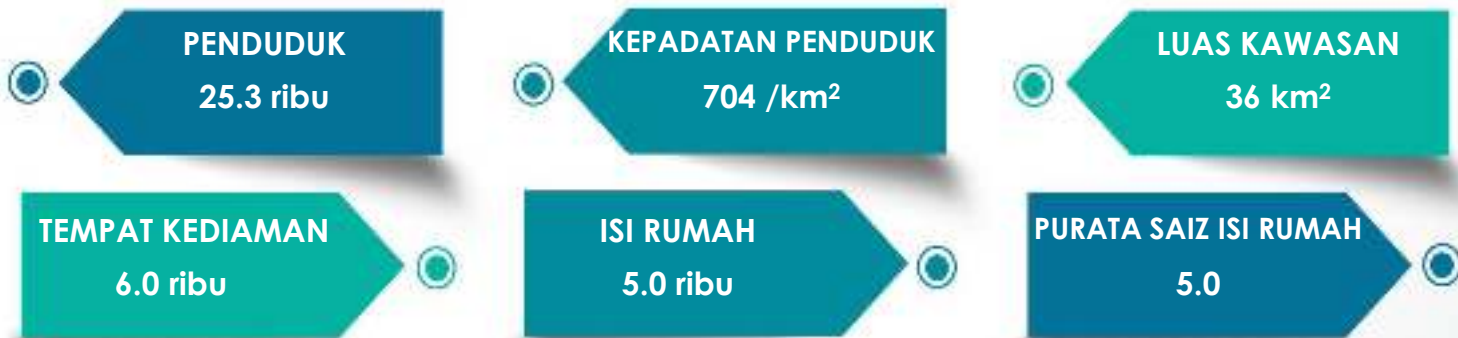 PENDUDUK
25.3 ribu
KEPADATAN PENDUDUK
704 /km²
LUAS KAWASAN
36 km²
TEMPAT KEDIAMAN
6.0 ribu
ISI RUMAH
5.0 ribu
PURATA SAIZ ISI RUMAH
5.0